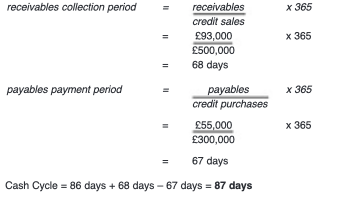 receivables collection period = receivables x 365
credit sales
= £93,000 x 365
£500,000
= 68 days
payables payment period = payables x 365
credit purchases
= £55,000 x 365
£300,000
= 67 days
Cash Cycle = 86 days + 68 days – 67 days = 87 days